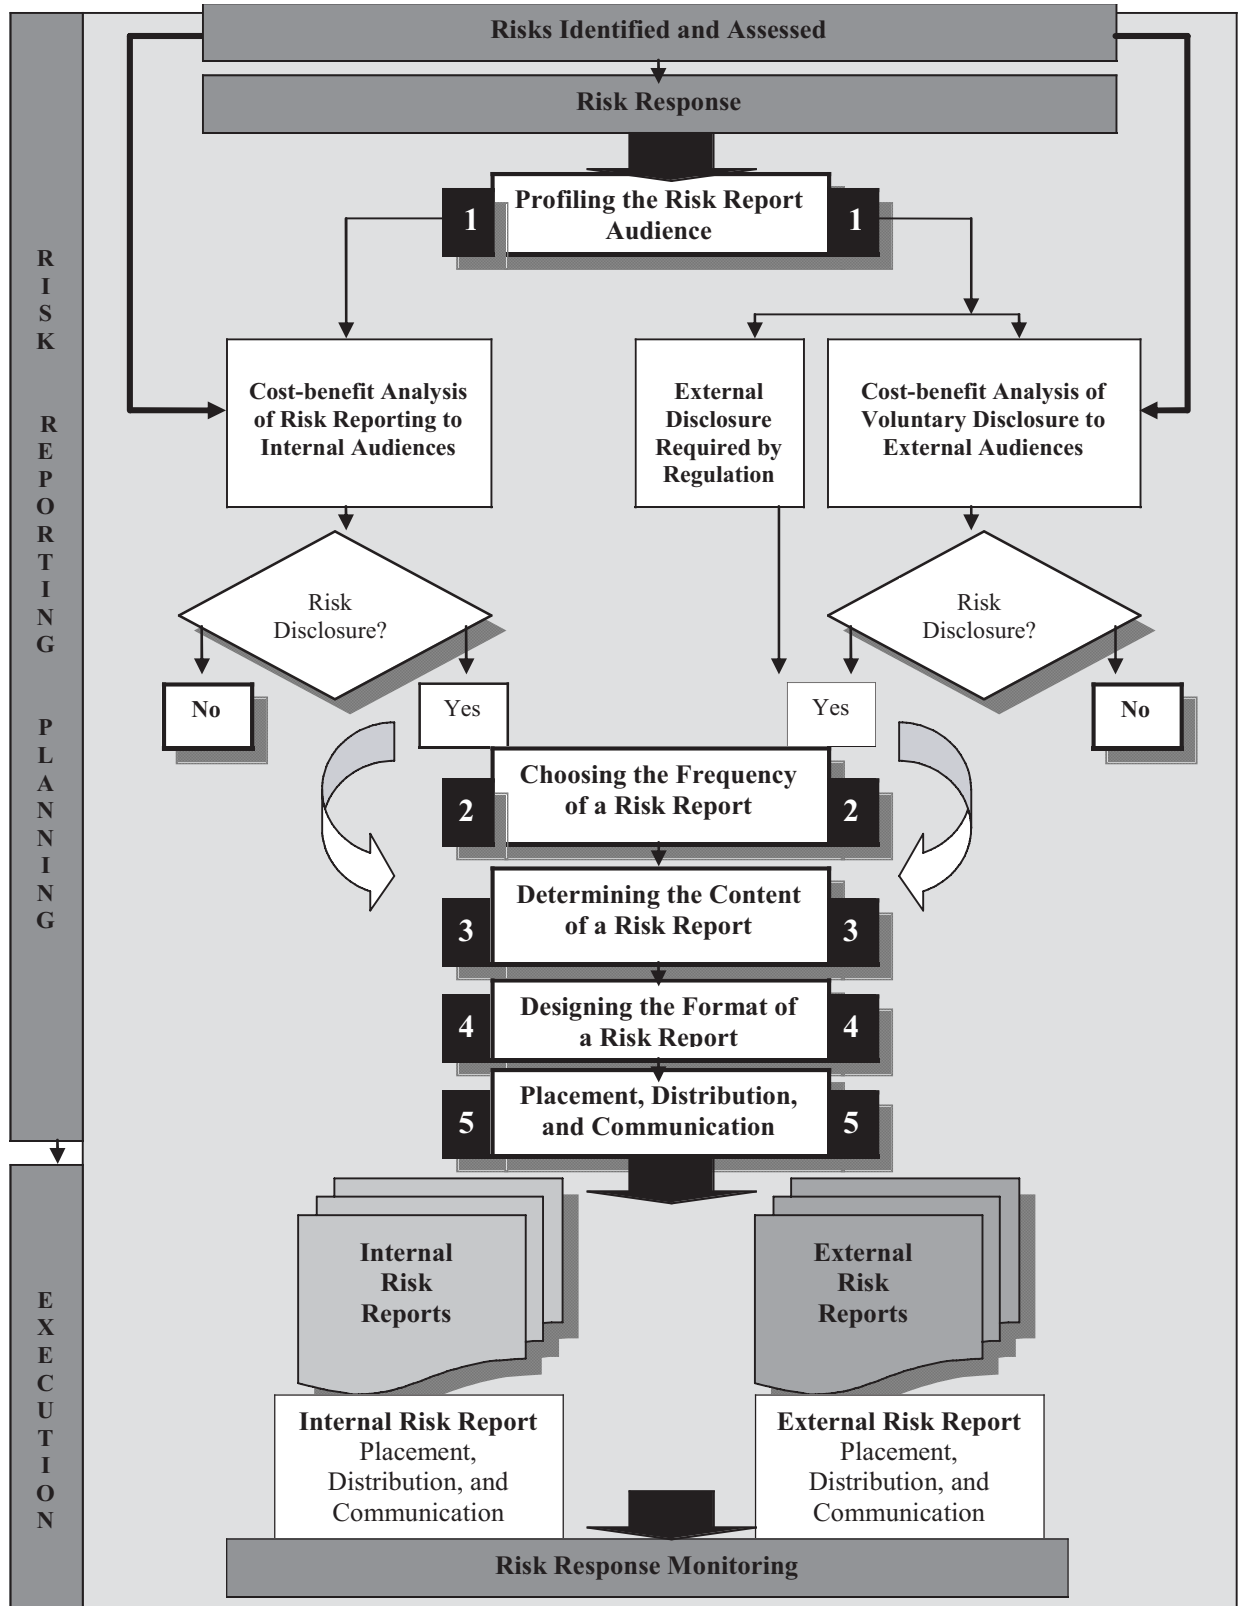 Risks Identified and Assessed
Risk Response
1
Profiling the Risk Report
Audience
1
RISK REPORTING PLANNING
Cost-benefit Analysis
of Risk Reporting to
Internal Audiences
External
Disclosure
Required by
Regulation
Cost-benefit Analysis of
Voluntary Disclosure to
External Audiences
Risk
Disclosure?
Risk
Disclosure?
No
Yes
Yes
No
2
Choosing the Frequency
of a Risk Report
2
3
Determining the Content
of a Risk Report
3
4
Designing the Format of
a Risk Report
4
5
Placement, Distribution,
and Communication
5
EXECUTION
Internal
Risk
Reports
External
Risk
Reports
Internal Risk Report
Placement,
Distribution, and
Communication
External Risk Report
Placement,
Distribution, and
Communication
Risk Response Monitoring